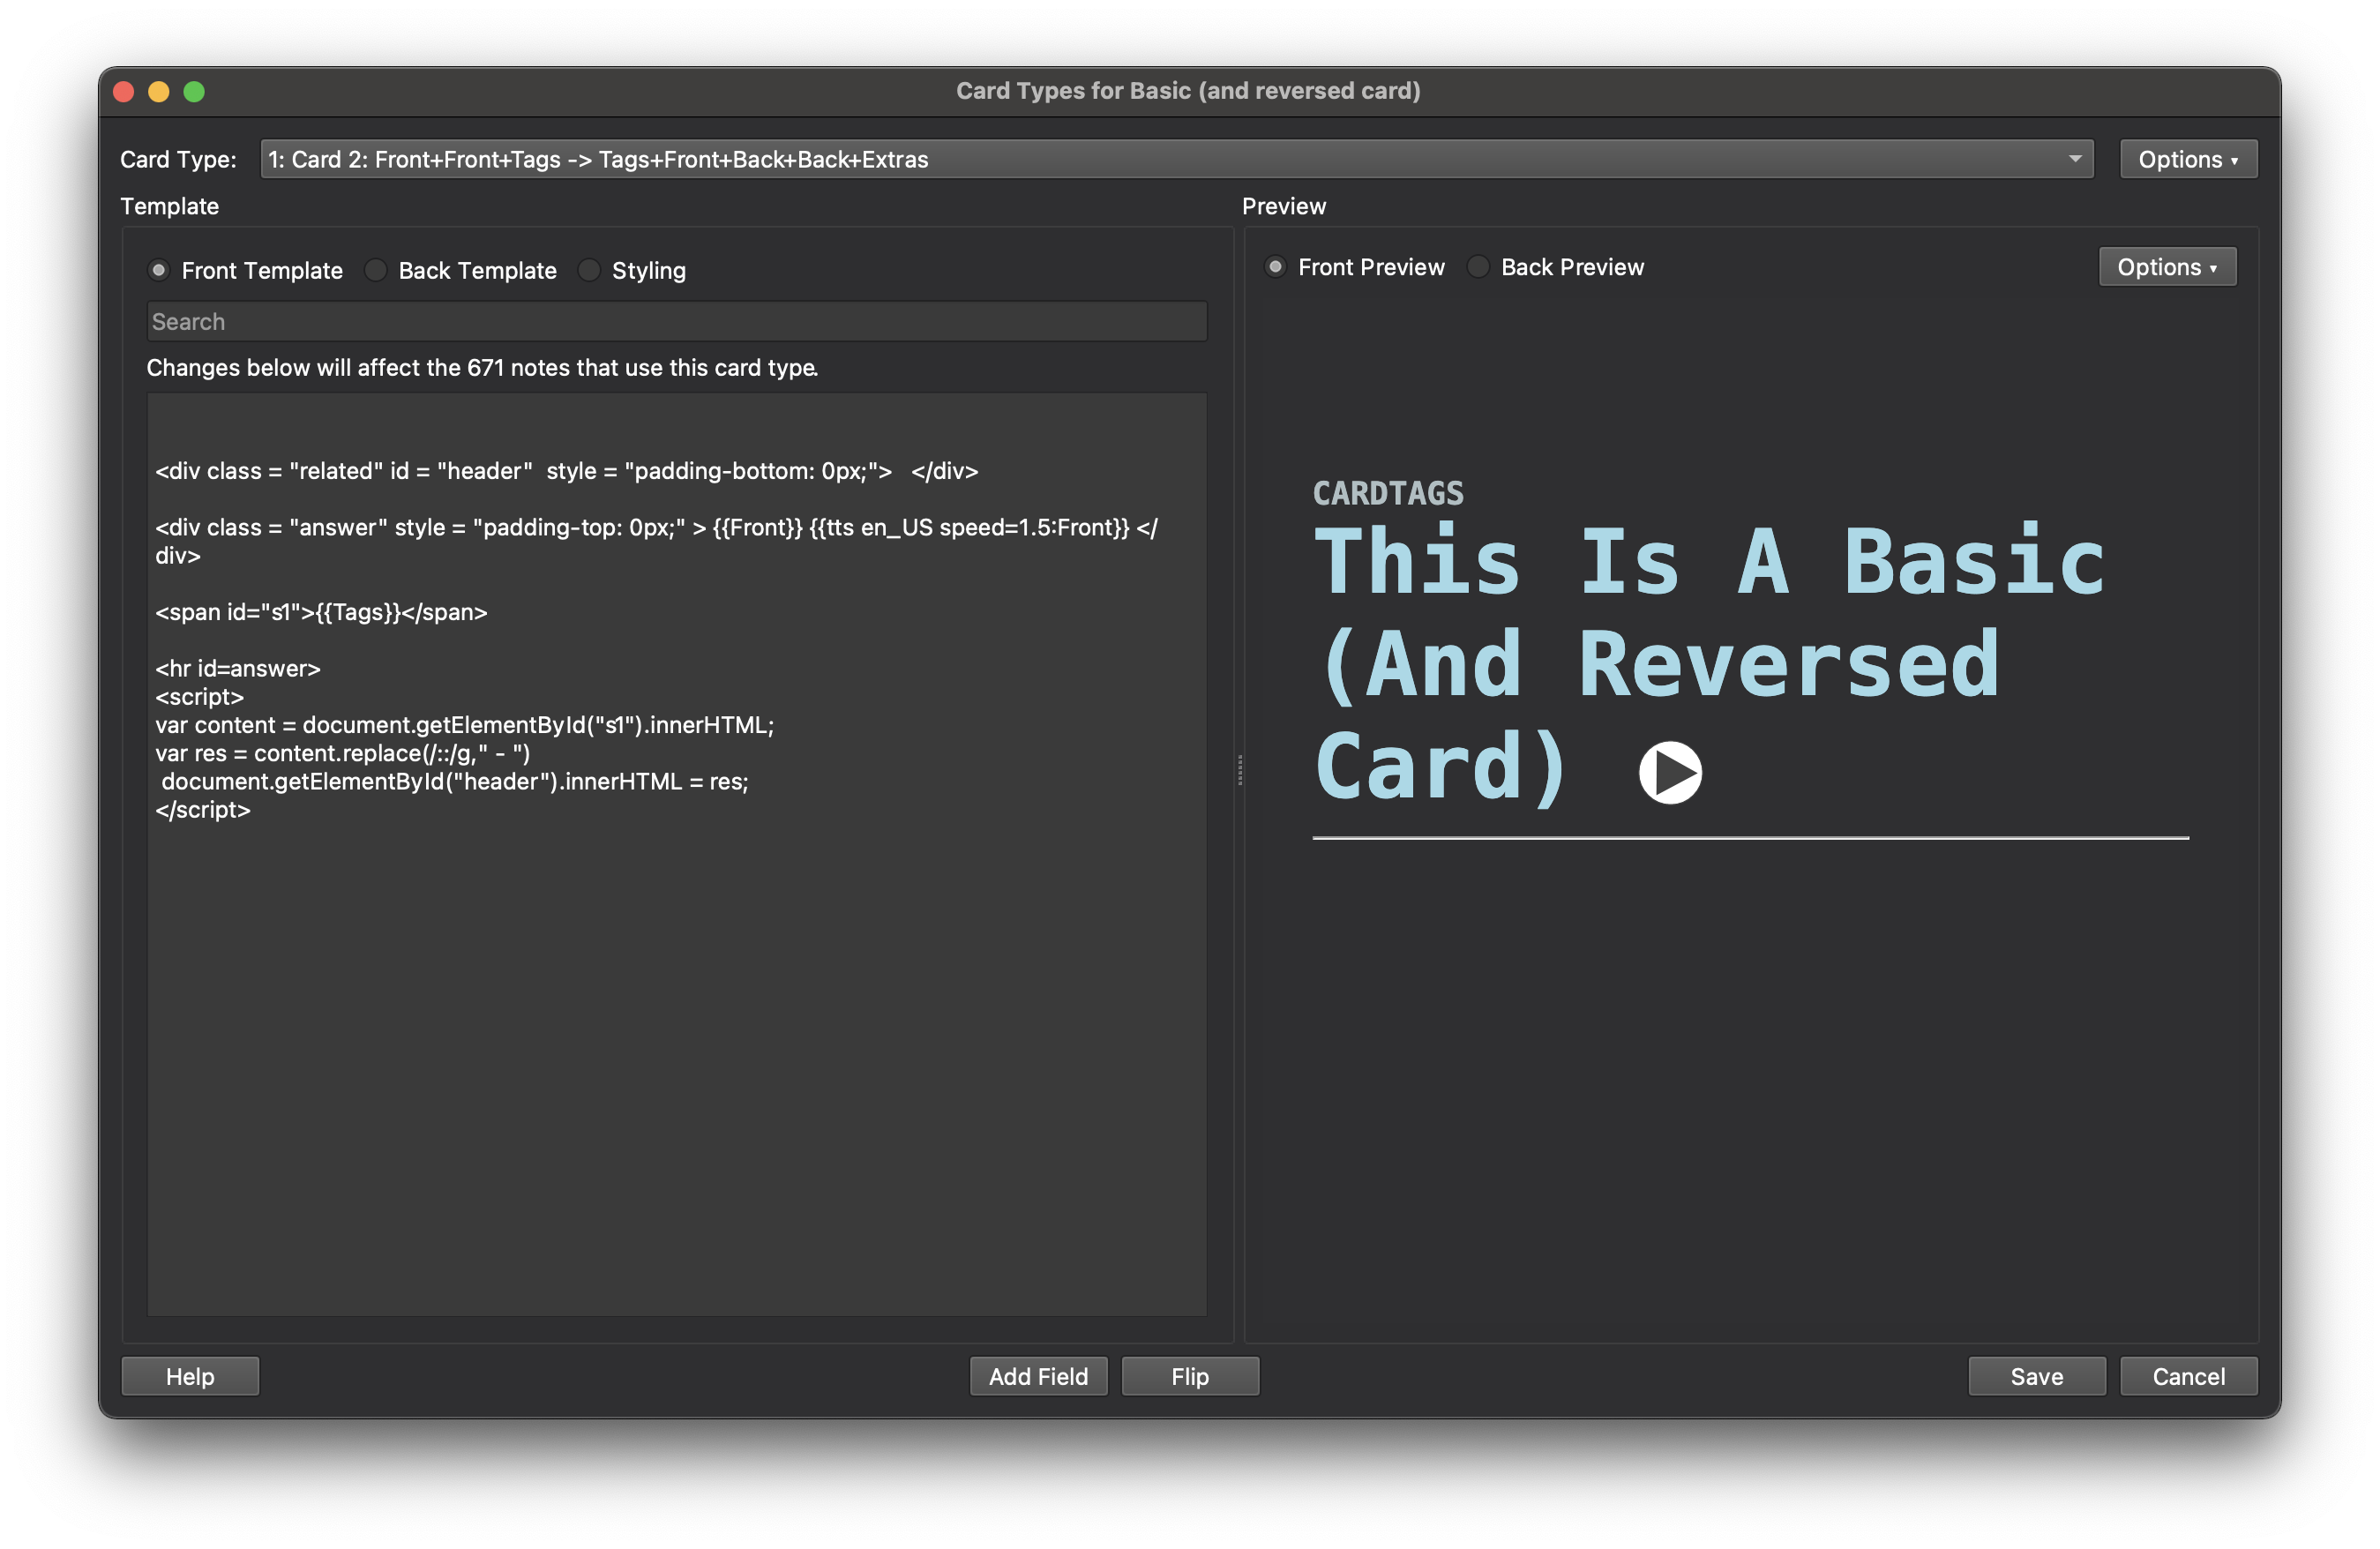 Card Types for Basic (and reversed card)
Card Type: 1: Card 2: Front+Front+Tags -> Tags+Front+Back+Back+Extras Options ▾
Template
Front Template Back Template Styling
Search
Changes below will affect the 671 notes that use this card type.
<div class = "related" id = "header"  style = "padding-bottom: 0px;">   </div>
<div class = "answer" style = "padding-top: 0px;" > {{Front}} {{tts en_US speed=1.5:Front}} </
div>
<span id="s1">{{Tags}}</span>
<hr id=answer>
<script>
var content = document.getElementById("s1").innerHTML;
var res = content.replace(/::/g," - ")
 document.getElementById("header").innerHTML = res;
</script>
Preview
Front Preview Back Preview Options ▾
CARDTAGS
This Is A Basic
(And Reversed
Card)
Help Add Field Flip Save Cancel